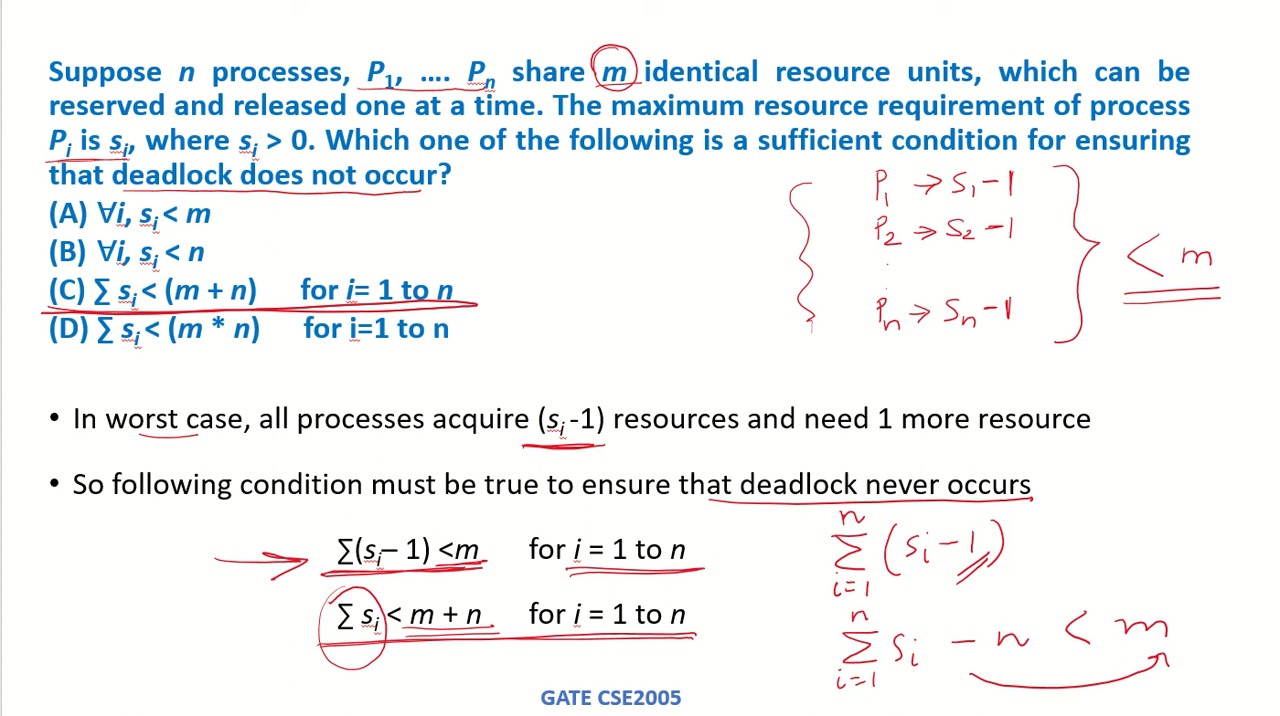 Suppose n processes, P1, .... Pn share m identical resource units, which can be
reserved and released one at a time. The maximum resource requirement of process
Pi is si, where si > 0. Which one of the following is a sufficient condition for ensuring
that deadlock does not occur?
(A) ∀i, si < m
(B) ∀i, si < n
(C) ∑ si < (m + n) for i= 1 to n
(D) ∑ si < (m * n) for i=1 to n
P1 → S1 – 1
P2 → S2 – 1
.
.
Pn → Sn – 1
< m
• In worst case, all processes acquire (si -1) resources and need 1 more resource
• So following condition must be true to ensure that deadlock never occurs
∑(si – 1) <m for i = 1 to n
∑ si < m + n for i = 1 to n
n
∑ (si – 1)
i=1
n
∑ si – n < m
i=1
GATE CSE2005